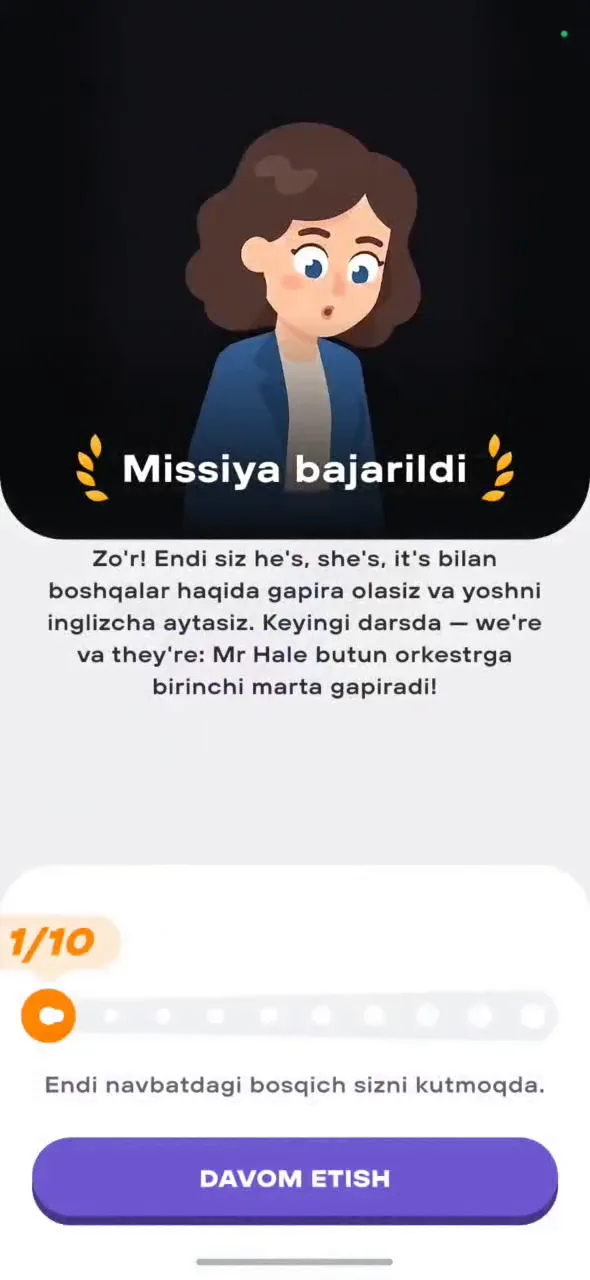 Missiya bajarildi
Zo'r! Endi siz he's, she's, it's bilan
boshqalar haqida gapira olasiz va yoshni
inglizcha aytasiz. Keyingi darsda — we're
va they're: Mr Hale butun orkestrga
birinchi marta gapiradi!
1/10
Endi navbatdagi bosqich sizni kutmoqda.
DAVOM ETISH